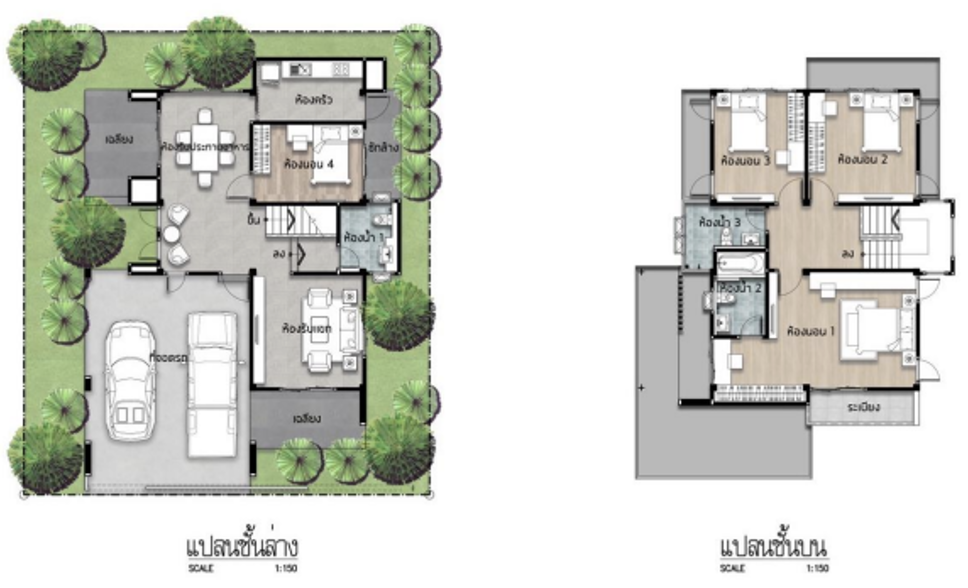 ห้องครัว
เฉลียง
ห้องรับประทานอาหาร
ห้องนอน 4
ซักล้าง
ขึ้น
ห้องน้ำ 1
ลง
ห้องรับแขก
ที่จอดรถ
เฉลียง
แปลนชั้นล่าง
SCALE 1:150
ห้องนอน 3
ห้องนอน 2
ห้องน้ำ 3
ลง
ห้องน้ำ 2
ห้องนอน 1
ระเบียง
แปลนชั้นบน
SCALE 1:150